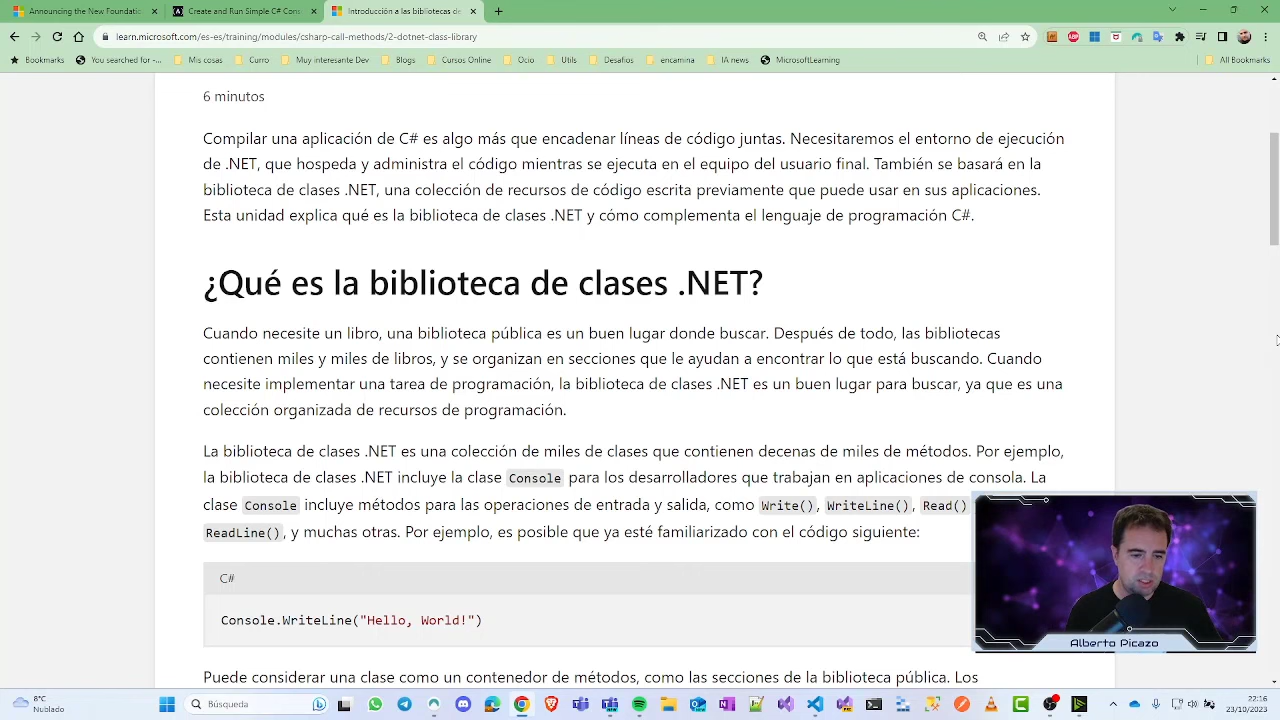 Announcing the New Foundatic
Create and Run Simple C# Cons
Introducción a las bibliotecas de
learn.microsoft.com/es-es/training/modules/csharp-call-methods/2-dotnet-class-library
Bookmarks
You searched for -...
Mis cosas
Curro
Muy interesante Dev
Blogs
Cursos Online
Ocio
Utils
Desafios
encamina
IA news
MicrosoftLearning
All Bookmarks
6 minutos
Compilar una aplicación de C# es algo más que encadenar líneas de código juntas. Necesitaremos el entorno de ejecución
de .NET, que hospeda y administra el código mientras se ejecuta en el equipo del usuario final. También se basará en la
biblioteca de clases .NET, una colección de recursos de código escrita previamente que puede usar en sus aplicaciones.
Esta unidad explica qué es la biblioteca de clases .NET y cómo complementa el lenguaje de programación C#.
¿Qué es la biblioteca de clases .NET?
Cuando necesite un libro, una biblioteca pública es un buen lugar donde buscar. Después de todo, las bibliotecas
contienen miles y miles de libros, y se organizan en secciones que le ayudan a encontrar lo que está buscando. Cuando
necesite implementar una tarea de programación, la biblioteca de clases .NET es un buen lugar para buscar, ya que es una
colección organizada de recursos de programación.
La biblioteca de clases .NET es una colección de miles de clases que contienen decenas de miles de métodos. Por ejemplo,
la biblioteca de clases .NET incluye la clase Console para los desarrolladores que trabajan en aplicaciones de consola. La
clase Console incluye métodos para las operaciones de entrada y salida, como Write(), WriteLine(), Read()
ReadLine(), y muchas otras. Por ejemplo, es posible que ya esté familiarizado con el código siguiente:
C#
Console.WriteLine("Hello, World!")
Puede considerar una clase como un contenedor de métodos, como las secciones de la biblioteca pública. Los
Alberto Picazo
8°C
Nublado
Búsqueda
22:16
23/10/2023